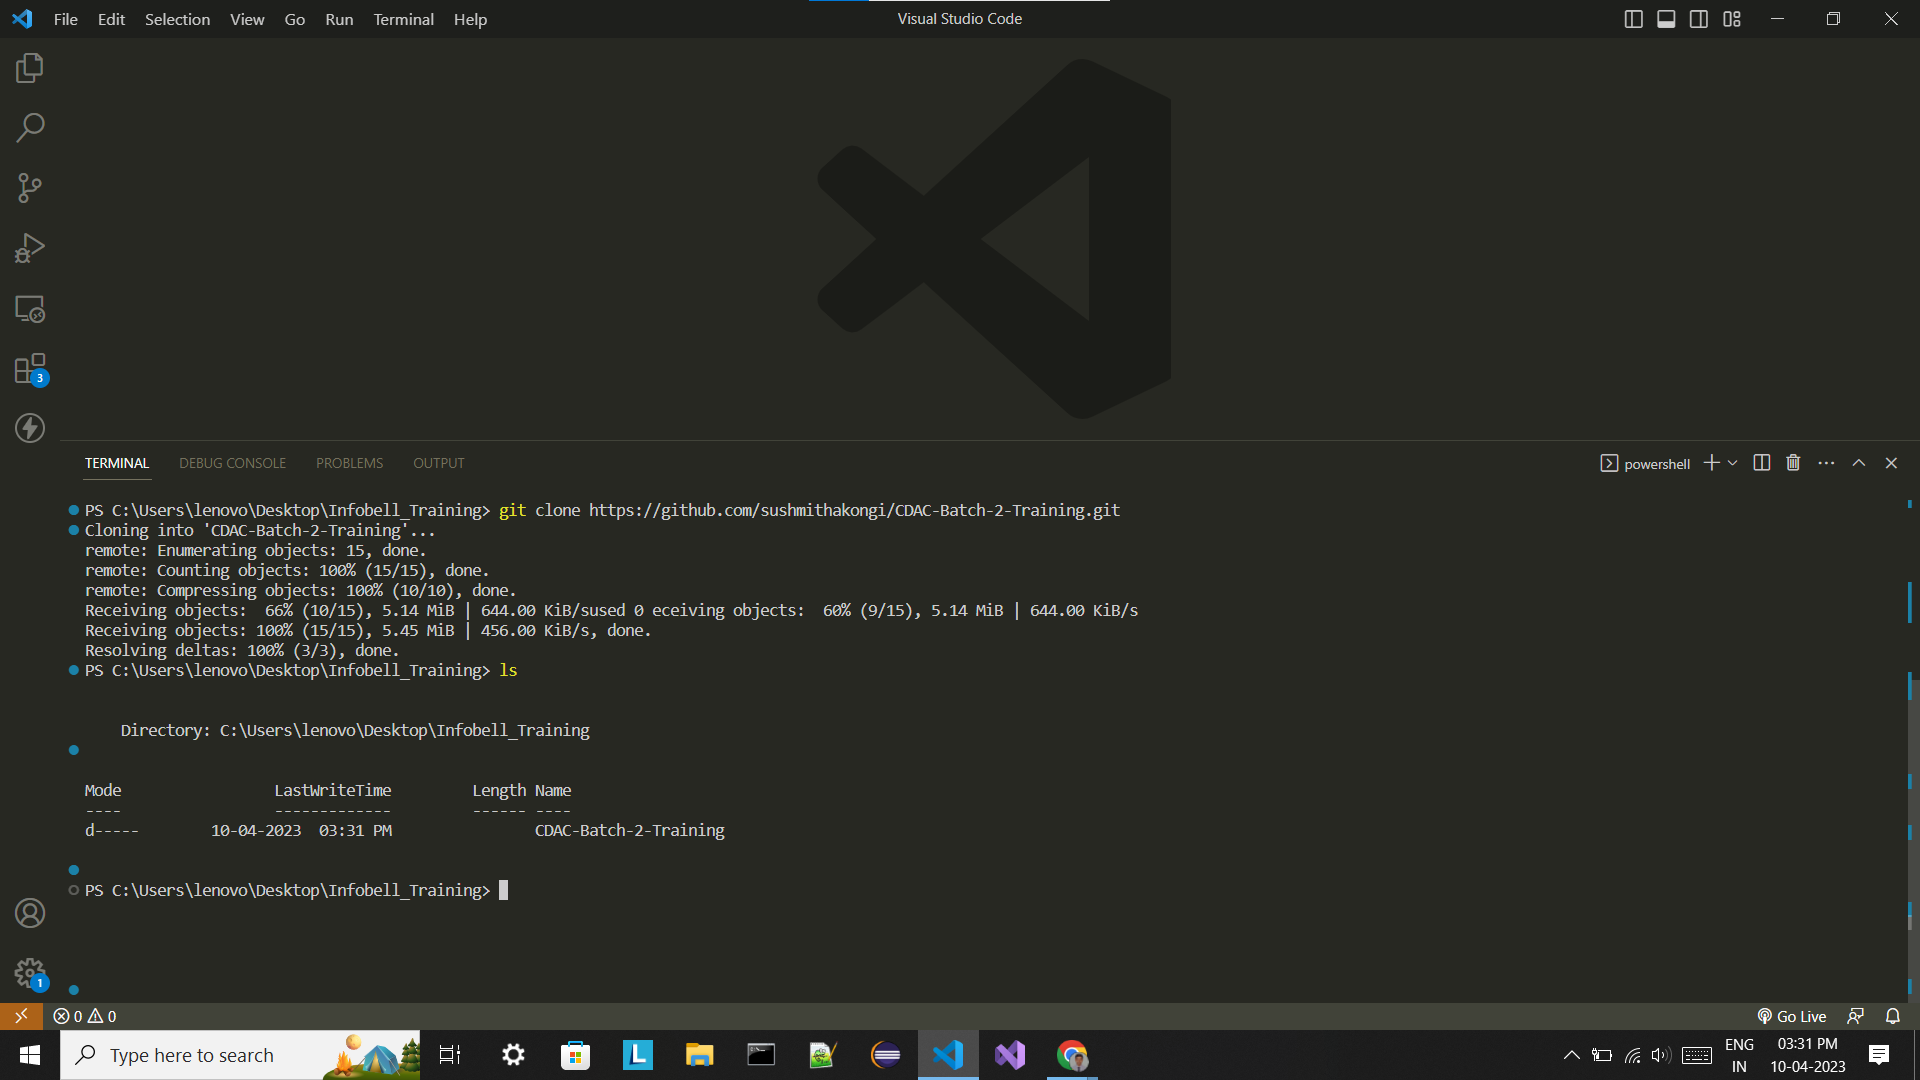 File Edit Selection View Go Run Terminal Help Visual Studio Code
3
TERMINAL DEBUG CONSOLE PROBLEMS OUTPUT powershell
PS C:\Users\lenovo\Desktop\Infobell_Training> git clone https://github.com/sushmithakongi/CDAC-Batch-2-Training.git
Cloning into 'CDAC-Batch-2-Training'...
remote: Enumerating objects: 15, done.
remote: Counting objects: 100% (15/15), done.
remote: Compressing objects: 100% (10/10), done.
Receiving objects:  66% (10/15), 5.14 MiB | 644.00 KiB/sused 0 eceiving objects:  60% (9/15), 5.14 MiB | 644.00 KiB/s
Receiving objects: 100% (15/15), 5.45 MiB | 456.00 KiB/s, done.
Resolving deltas: 100% (3/3), done.
PS C:\Users\lenovo\Desktop\Infobell_Training> ls
Directory: C:\Users\lenovo\Desktop\Infobell_Training
Mode                 LastWriteTime         Length Name
----                 -------------         ------ ----
d-----        10-04-2023  03:31 PM                CDAC-Batch-2-Training
PS C:\Users\lenovo\Desktop\Infobell_Training>
1
0 0 Go Live
Type here to search L ENG 03:31 PM
IN 10-04-2023